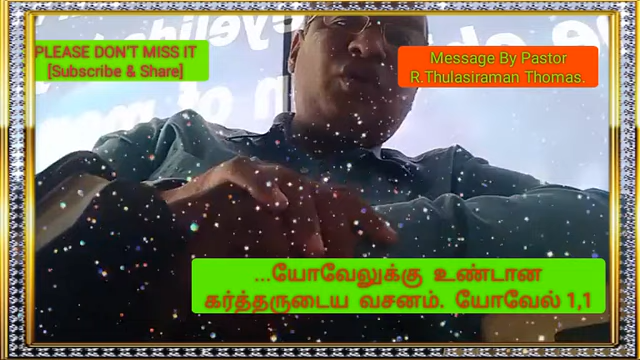 PLEASE DON'T MISS IT
[Subscribe & Share]
Message By Pastor
R.Thulasiraman Thomas.
...யோவேலுக்கு உண்டான
கர்த்தருடைய வசனம். யோவேல் 1,1